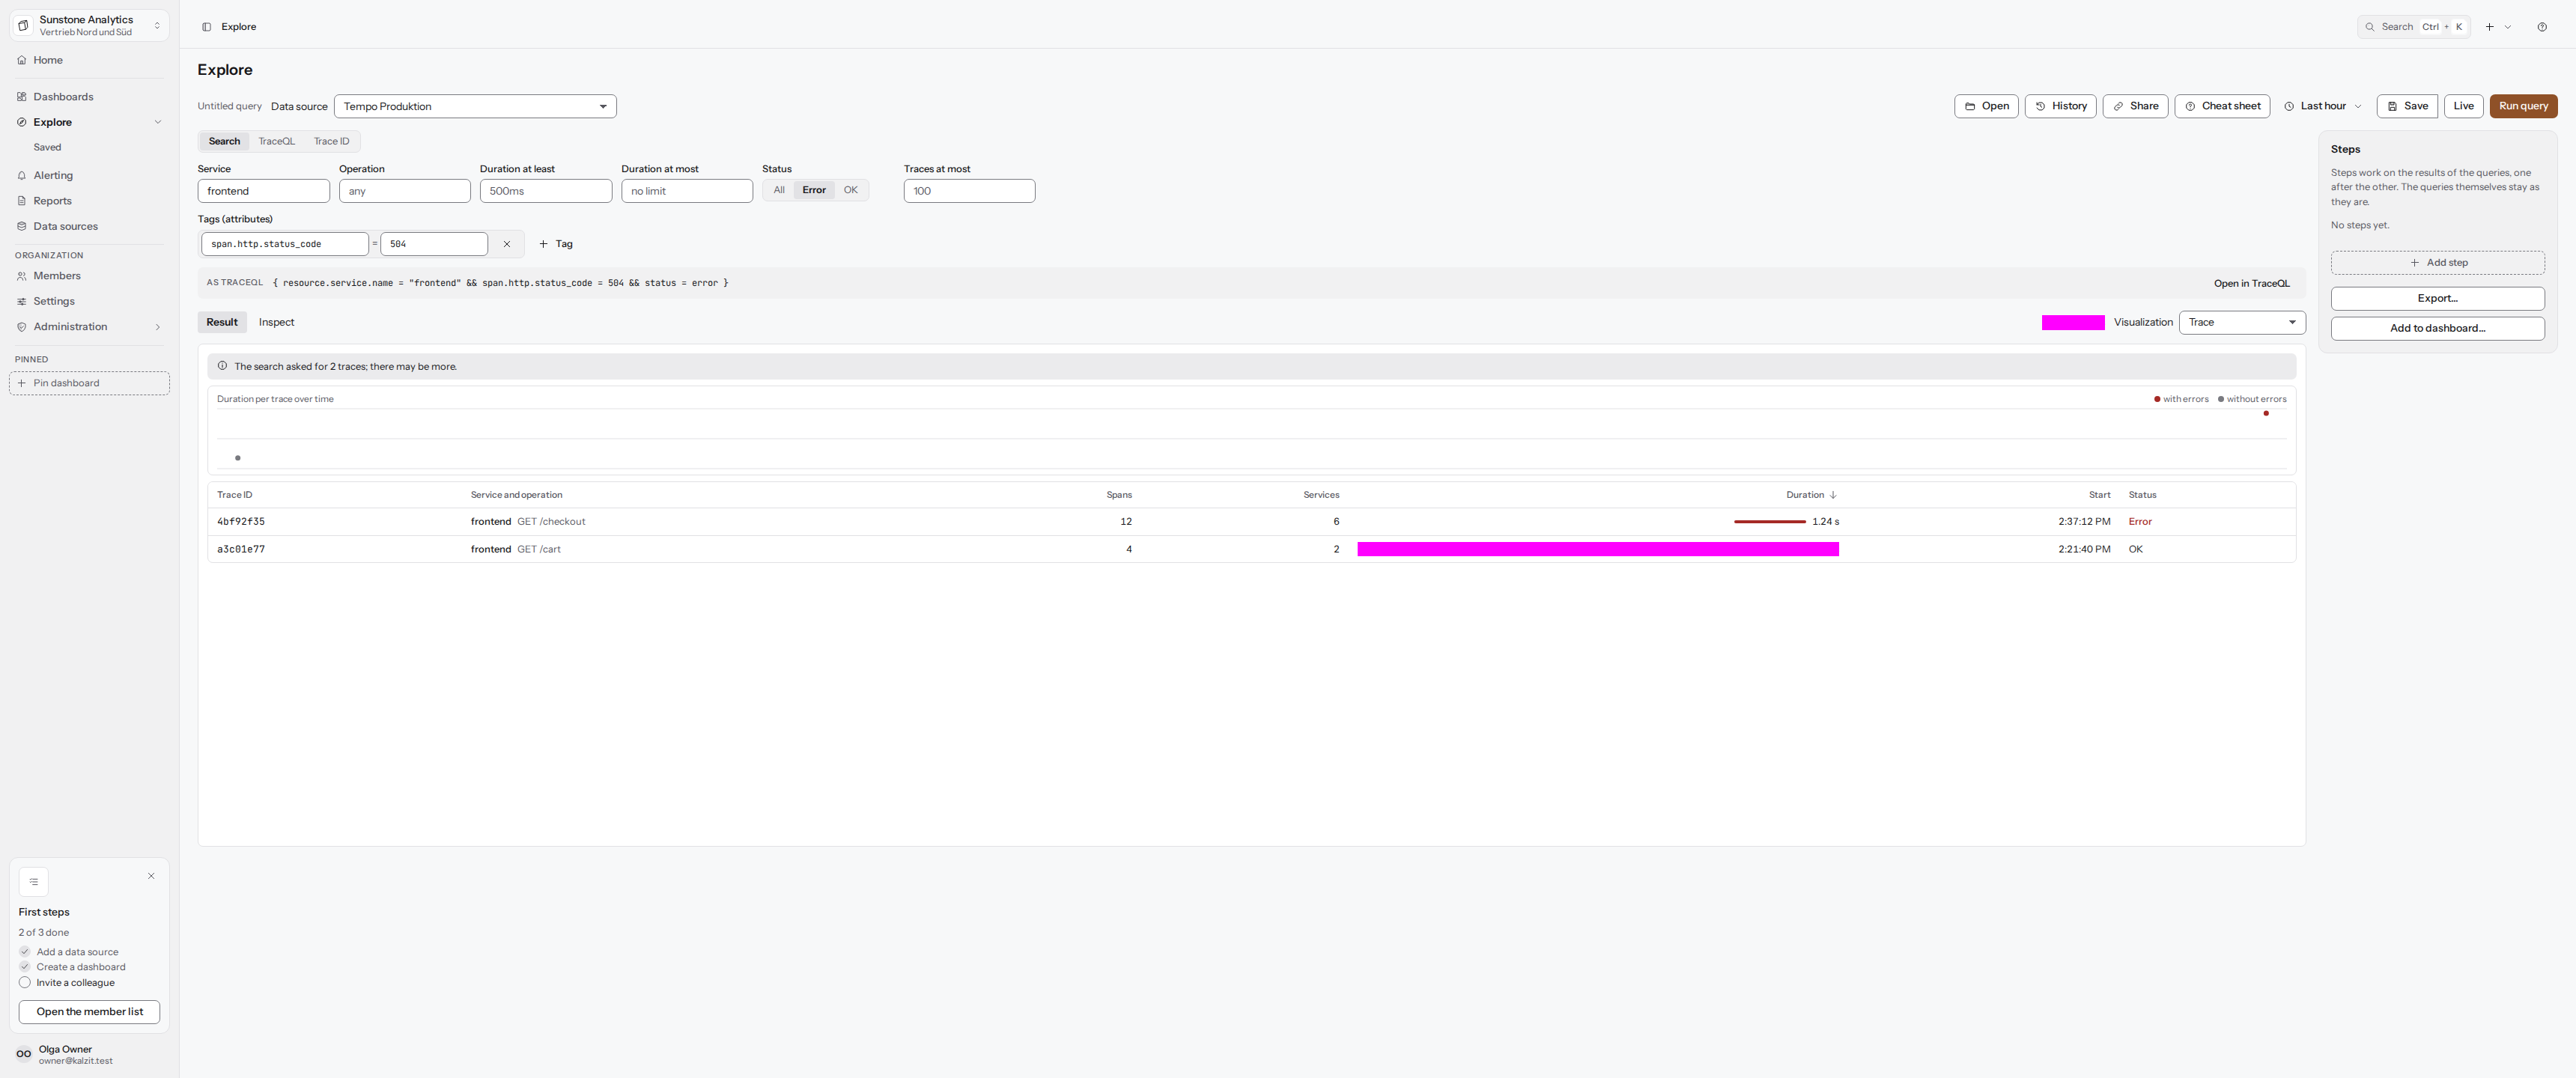 Sunstone Analytics
Vertrieb Nord und Süd
Home
Dashboards
Explore
Saved
Alerting
Reports
Data sources
ORGANIZATION
Members
Settings
Administration
PINNED
Pin dashboard
First steps
2 of 3 done
Add a data source
Create a dashboard
Invite a colleague
Open the member list
OO
Olga Owner
owner@kalzit.test
Explore
Search Ctrl + K
Explore
Untitled query Data source Tempo Produktion
Open History Share Cheat sheet Last hour Save Live Run query
Search TraceQL Trace ID
Service Operation Duration at least Duration at most Status Traces at most
frontend any 500ms no limit All Error OK 100
Tags (attributes)
span.http.status_code = 504 Tag
AS TRACEQL { resource.service.name = "frontend" && span.http.status_code = 504 && status = error } Open in TraceQL
Result Inspect Visualization Trace
The search asked for 2 traces; there may be more.
Duration per trace over time with errors without errors
Trace ID Service and operation Spans Services Duration Start Status
4bf92f35 frontend GET /checkout 12 6 1.24 s 2:37:12 PM Error
a3c01e77 frontend GET /cart 4 2 2:21:40 PM OK
Steps
Steps work on the results of the queries, one
after the other. The queries themselves stay as
they are.
No steps yet.
Add step
Export...
Add to dashboard...